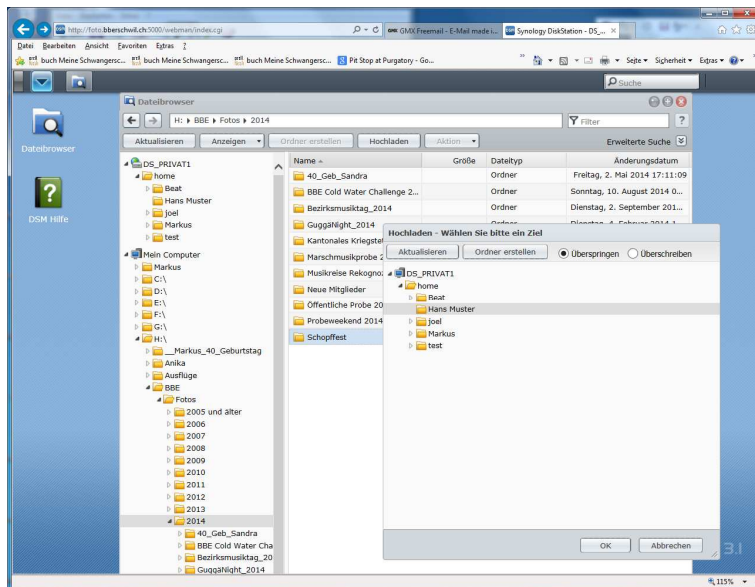 http://foto.bberschwil.ch:5000/webman/index.cgi
GMX Freemail - E-Mail made i...
Synology DiskStation - DS_...
Datei Bearbeiten Ansicht Favoriten Extras ?
buch Meine Schwangersc... buch Meine Schwangersc... buch Meine Schwangersc... Pit Stop at Purgatory - Go...
Seite Sicherheit Extras
Suche
Dateibrowser
DSM Hilfe
Dateibrowser
H: BBE Fotos 2014
Filter
?
Aktualisieren Anzeigen Ordner erstellen Hochladen Aktion Erweiterte Suche
DS_PRIVAT1
home
Beat
Hans Muster
joel
Markus
test
Mein Computer
Markus
C:\
D:\
E:\
F:\
G:\
H:\
__Markus_40_Geburtstag
Anika
Ausflüge
BBE
Fotos
2005 und älter
2006
2007
2008
2009
2010
2011
2012
2013
2014
40_Geb_Sandra
BBE Cold Water Cha
Bezirksmusiktag_20
GuggäNight_2014
Name Größe Dateityp Änderungsdatum
40_Geb_Sandra Ordner Freitag, 2. Mai 2014 17:11:09
BBE Cold Water Challenge 2... Ordner Sonntag, 10. August 2014 0...
Bezirksmusiktag_2014 Ordner Dienstag, 2. September 201...
GuggäNight_2014 Ordner Dienstag, 4. Februar 2014 1...
Kantonales Kriegste
Marschmusikprobe 2
Musikreise Rekogno
Neue Mitglieder
Öffentliche Probe 20
Probeweekend 2014
Schopffest
Hochladen - Wählen Sie bitte ein Ziel
Aktualisieren Ordner erstellen Überspringen Überschreiben
DS_PRIVAT1
home
Beat
Hans Muster
joel
Markus
test
OK Abbrechen
3.1
115%